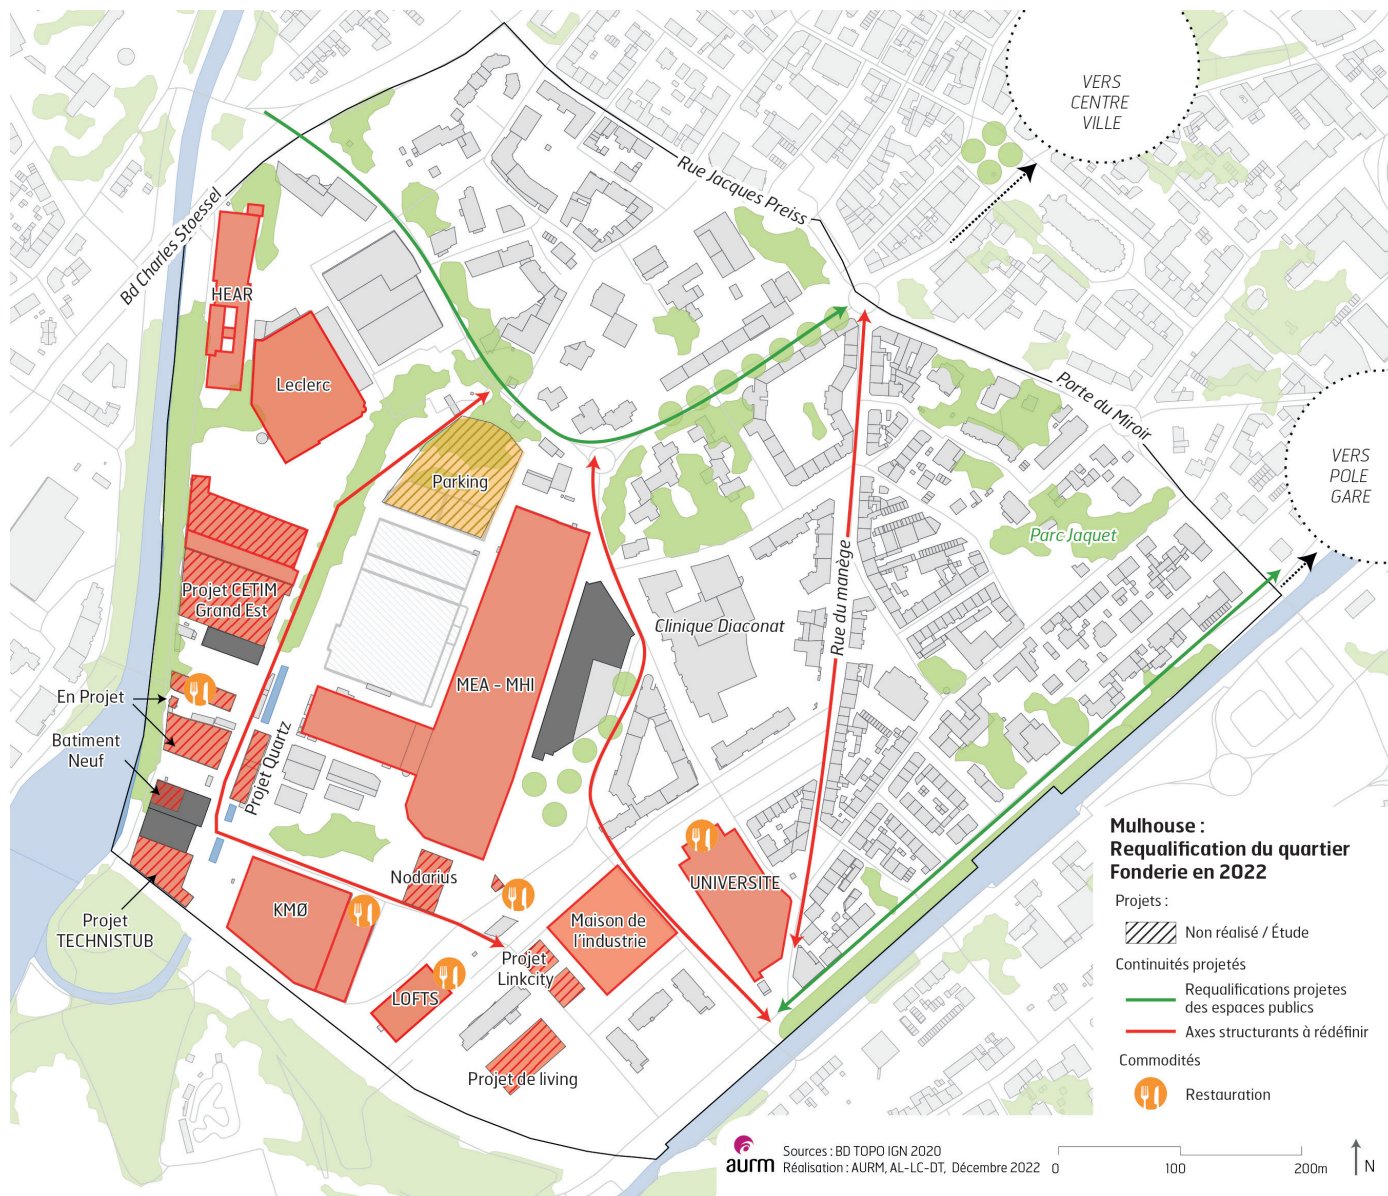 VERS
CENTRE
VILLE
Rue Jacques Preiss
Bd Charles Stoessel
HEAR
Leclerc
Porte du Miroir
VERS
POLE
GARE
Parking
Parc Jaquet
Rue du manège
Projet CETIM
Grand Est
Clinique Diaconat
MEA - MHI
En Projet
Batiment
Neuf
Projet Quartz
Nodarius
UNIVERSITE
KMØ
Maison de
l'industrie
Projet
TECHNISTUB
Projet
Linkcity
LOFTS
Projet de living
Mulhouse :
Requalification du quartier
Fonderie en 2022
Projets :
Non réalisé / Étude
Continuités projetés
Requalifications projetes
des espaces publics
Axes structurants à rédéfinir
Commodités
Restauration
aurm
Sources : BD TOPO IGN 2020
Réalisation : AURM, AL-LC-DT, Décembre 2022
0 100 200m
N